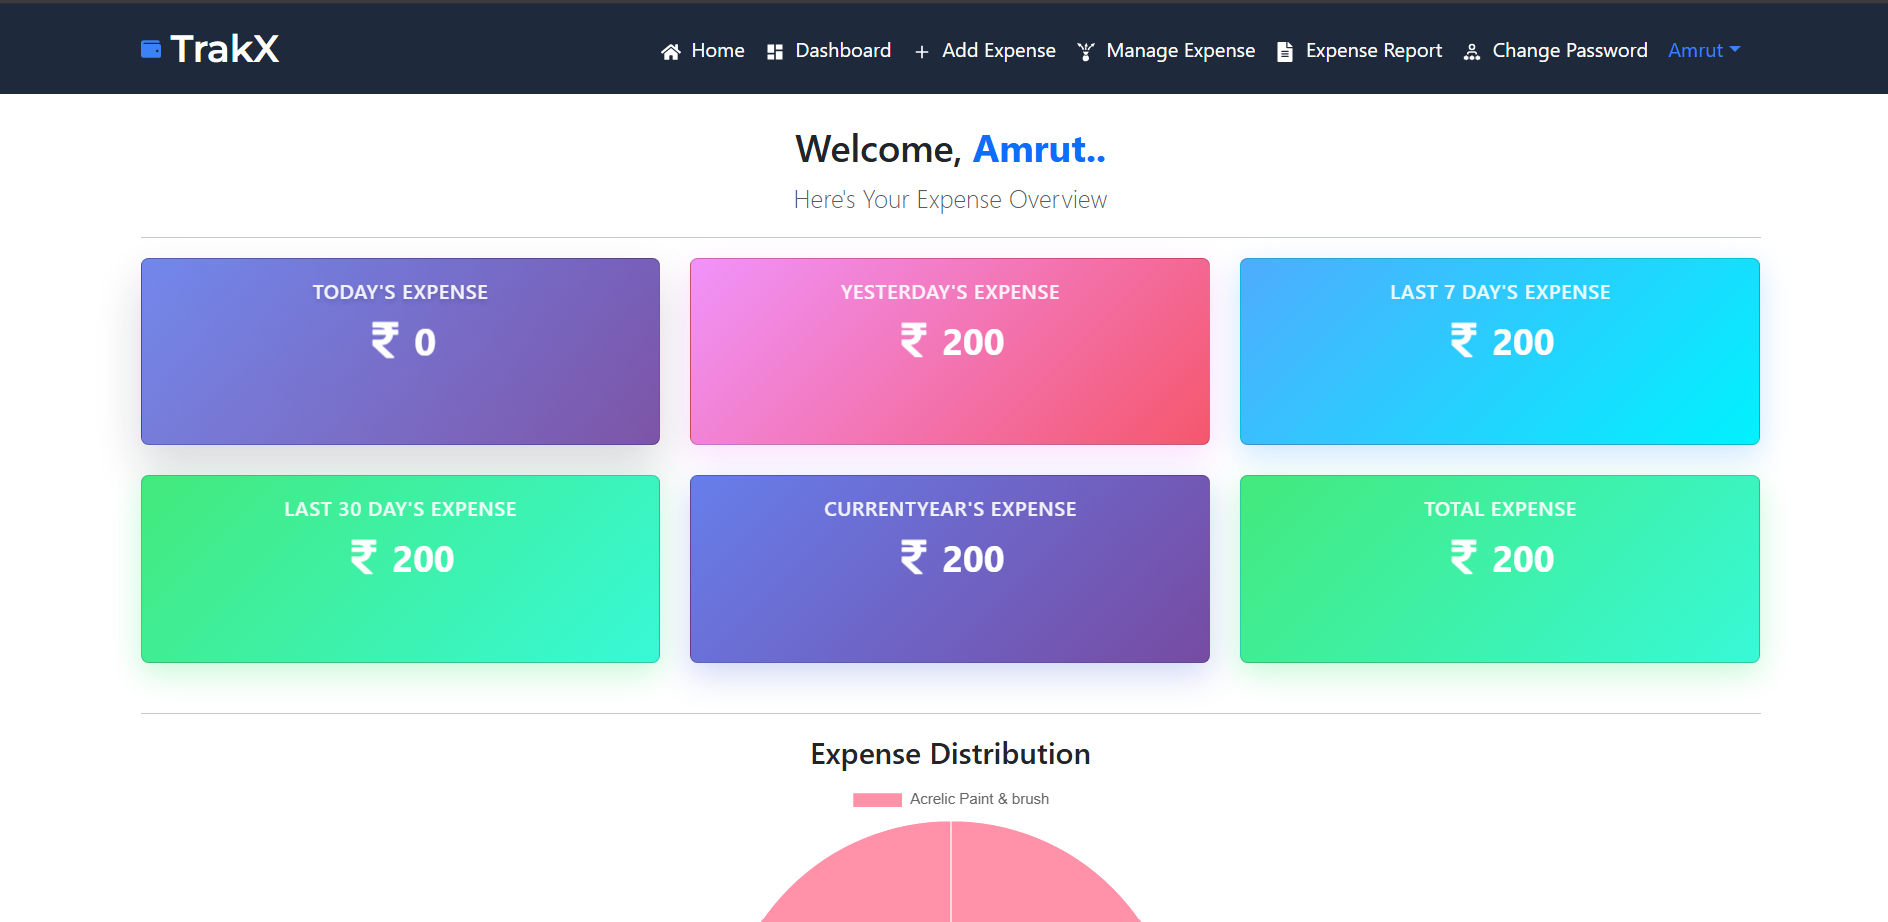 TrakX Home Dashboard Add Expense Manage Expense Expense Report Change Password Amrut
Welcome, Amrut..
Here's Your Expense Overview
TODAY'S EXPENSE
₹ 0
YESTERDAY'S EXPENSE
₹ 200
LAST 7 DAY'S EXPENSE
₹ 200
LAST 30 DAY'S EXPENSE
₹ 200
CURRENTYEAR'S EXPENSE
₹ 200
TOTAL EXPENSE
₹ 200
Expense Distribution
Acrelic Paint & brush